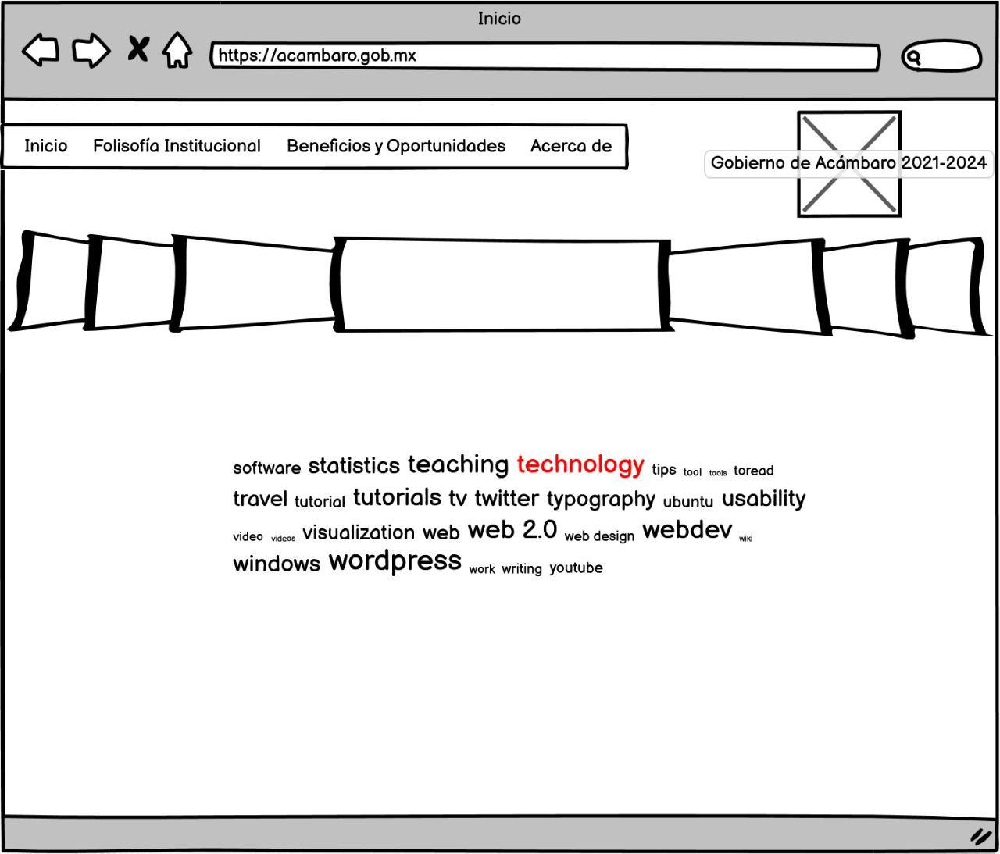 Inicio
https://acambaro.gob.mx
Inicio Folisofía Institucional Beneficios y Oportunidades Acerca de
Gobierno de Acámbaro 2021-2024
software statistics teaching technology tips tool tools toread
travel tutorial tutorials tv twitter typography ubuntu usability
video videos visualization web web 2.0 web design webdev wiki
windows wordpress work writing youtube